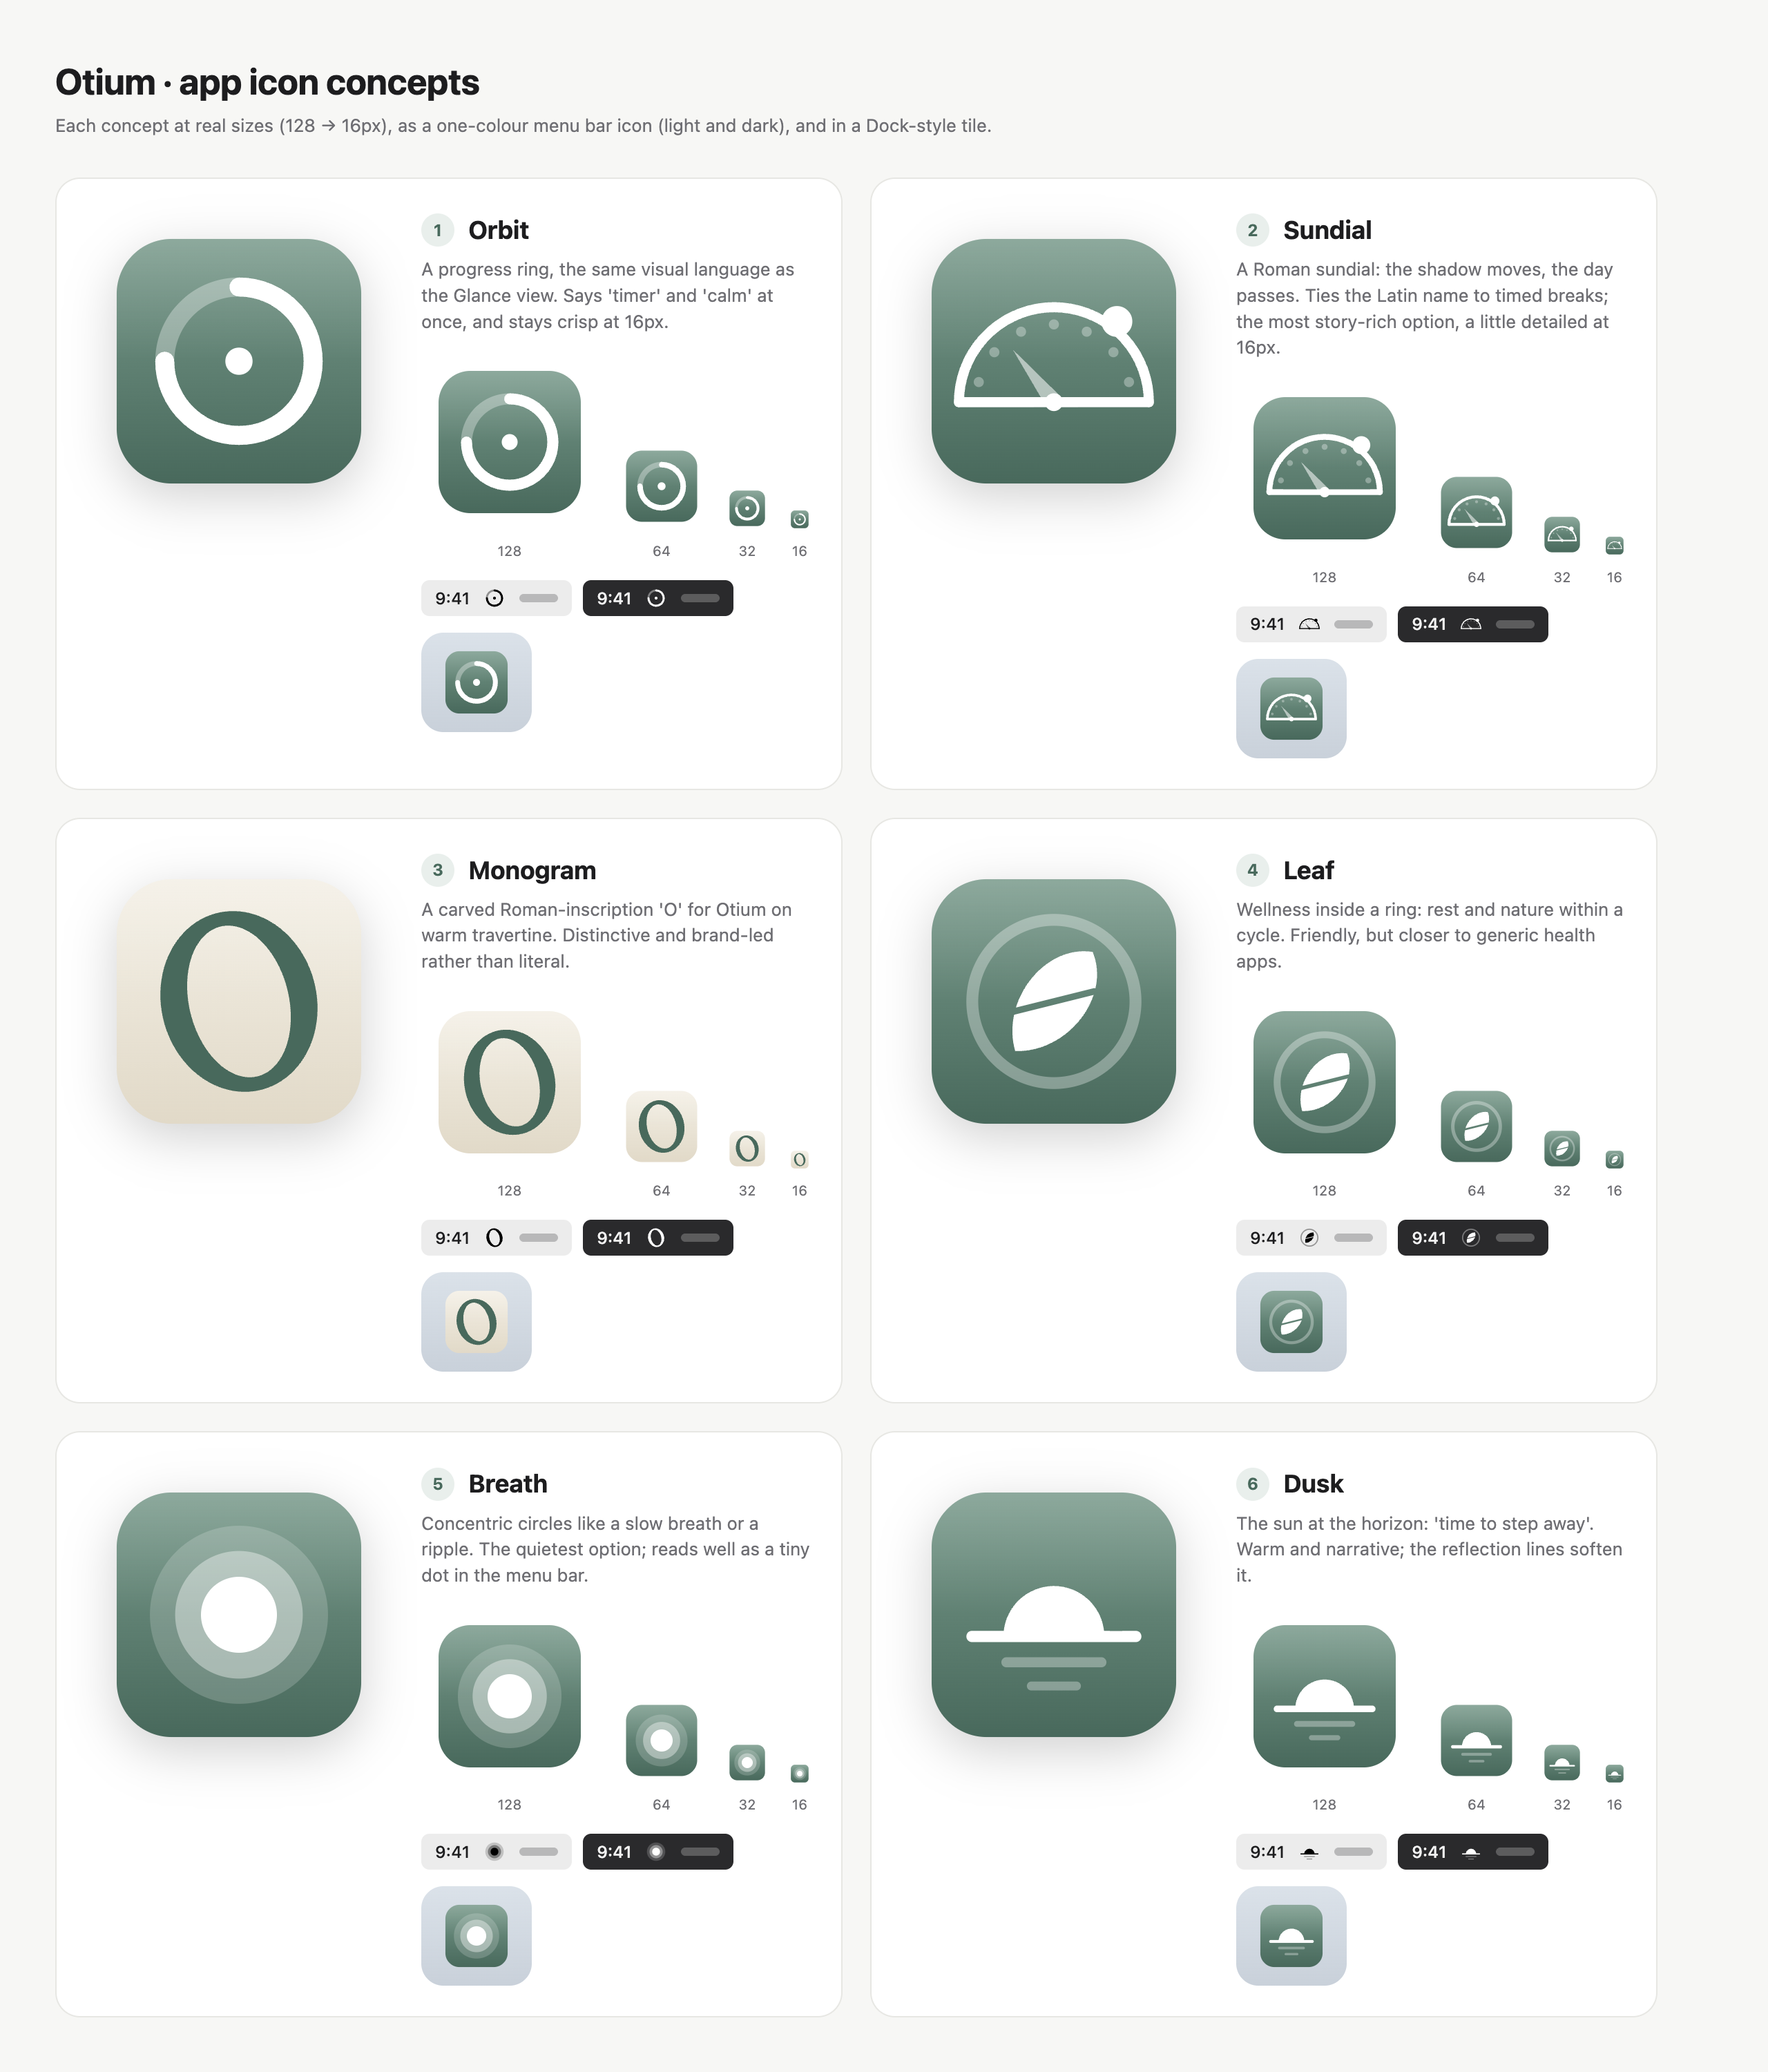 Otium · app icon concepts
Each concept at real sizes (128 → 16px), as a one-colour menu bar icon (light and dark), and in a Dock-style tile.
1 Orbit
A progress ring, the same visual language as
the Glance view. Says 'timer' and 'calm' at
once, and stays crisp at 16px.
128 64 32 16
9:41 9:41
2 Sundial
A Roman sundial: the shadow moves, the day
passes. Ties the Latin name to timed breaks;
the most story-rich option, a little detailed at
16px.
128 64 32 16
9:41 9:41
3 Monogram
A carved Roman-inscription 'O' for Otium on
warm travertine. Distinctive and brand-led
rather than literal.
128 64 32 16
9:41 9:41
4 Leaf
Wellness inside a ring: rest and nature within a
cycle. Friendly, but closer to generic health
apps.
128 64 32 16
9:41 9:41
5 Breath
Concentric circles like a slow breath or a
ripple. The quietest option; reads well as a tiny
dot in the menu bar.
128 64 32 16
9:41 9:41
6 Dusk
The sun at the horizon: 'time to step away'.
Warm and narrative; the reflection lines soften
it.
128 64 32 16
9:41 9:41